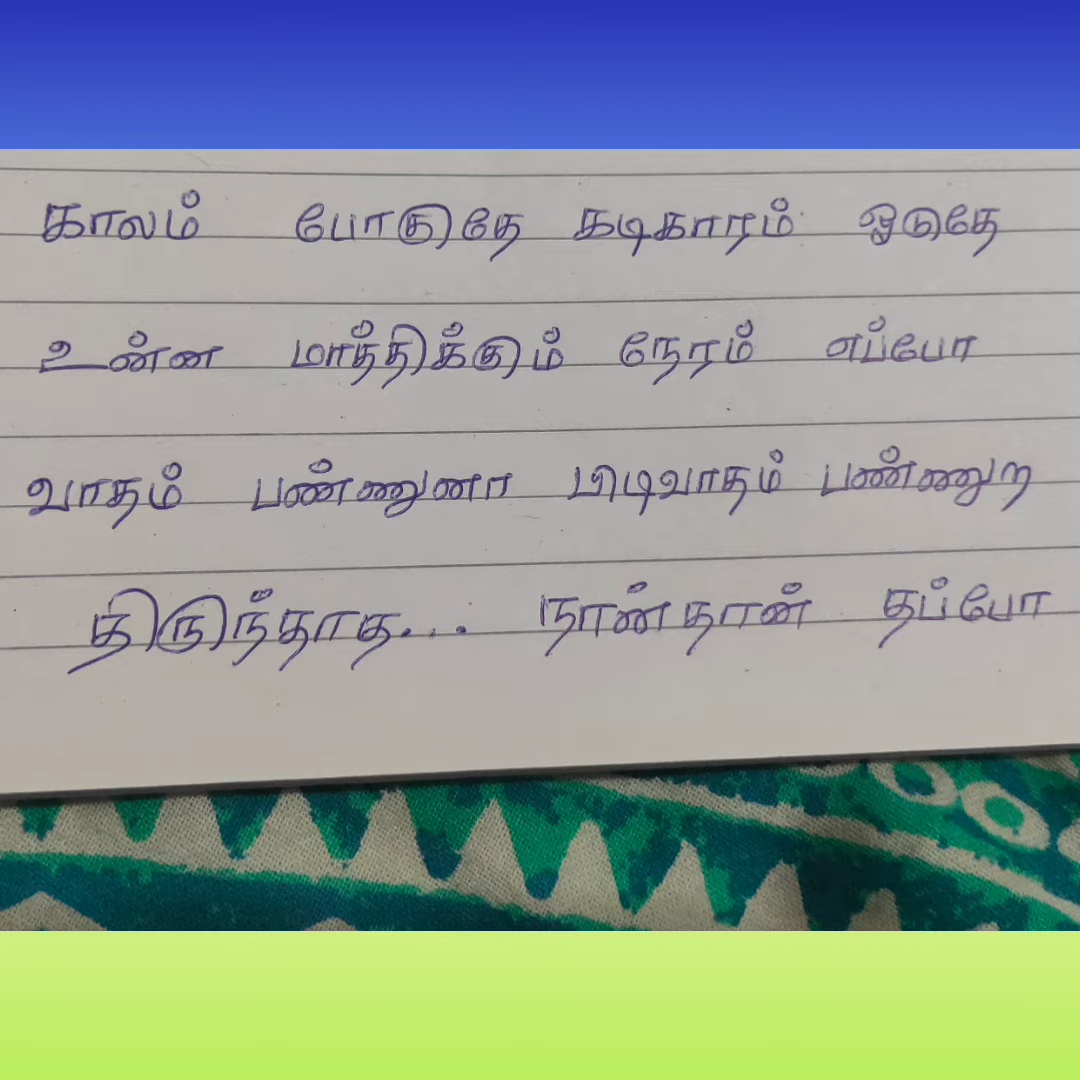 காலம் போகுதே கடிகாரம் ஓடுதே
உன்ன மாத்திக்கும் நேரம் எப்போ
வாதம் பண்ணுனா பிடிவாதம் பண்ணுற
திருந்தாத... நான்தான் தப்போ